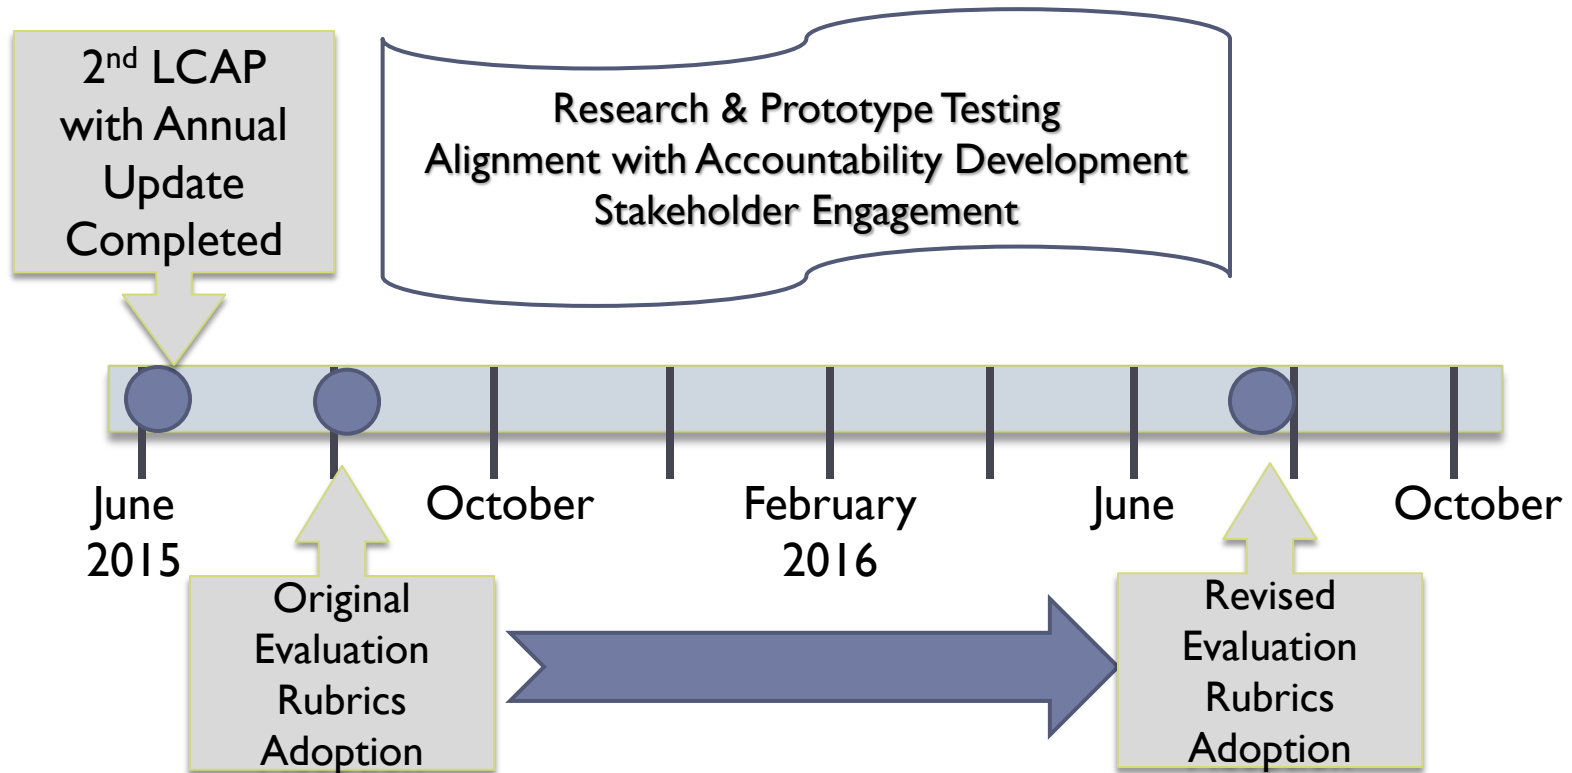 2nd LCAP
with Annual
Update
Completed
Research & Prototype Testing
Alignment with Accountability Development
Stakeholder Engagement
June
2015
October
February
2016
June
October
Original
Evaluation
Rubrics
Adoption
Revised
Evaluation
Rubrics
Adoption